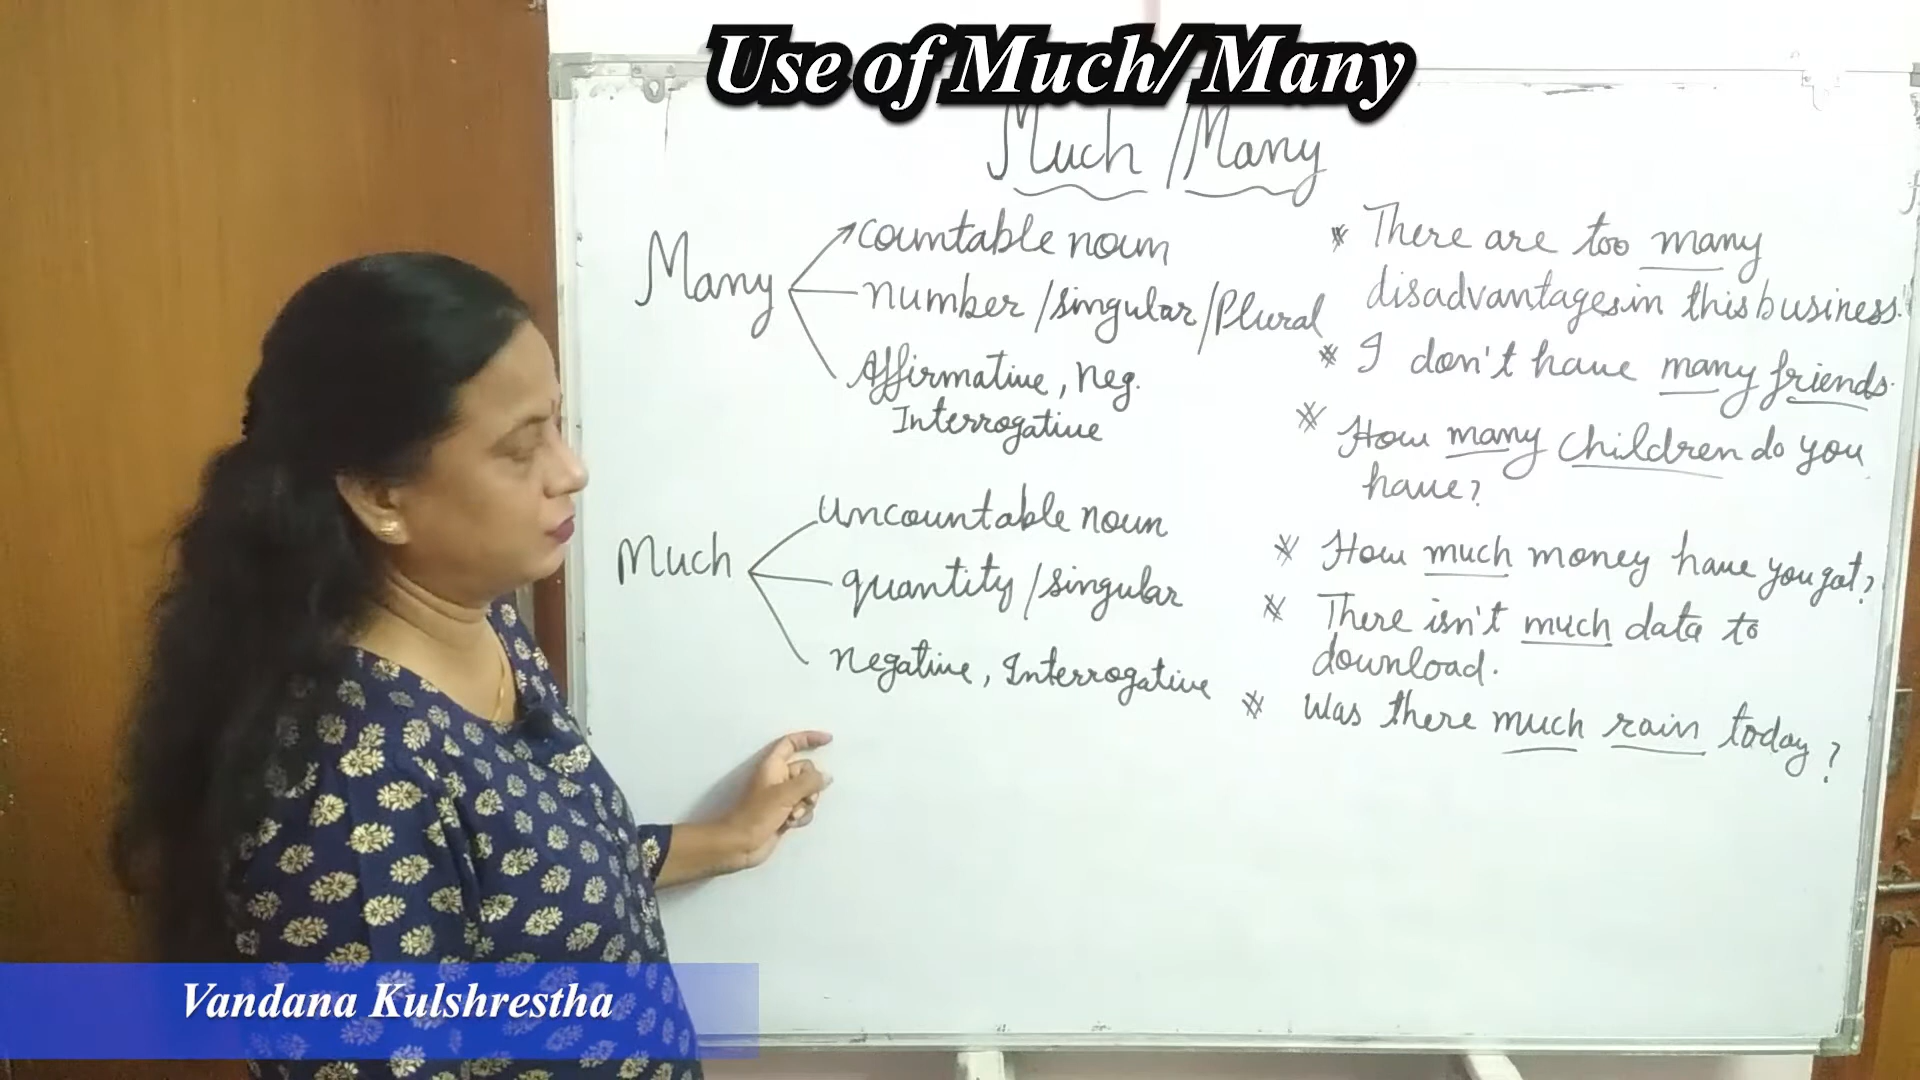 Use of Much/ Many
Much / Many
Many
countable noun
number / singular / Plural
Affirmative, neg.
Interrogative
Much
uncountable noun
quantity / singular
negative, Interrogative
* There are too many
disadvantages in this business.
* I don't have many friends.
* How many children do you
have?
* How much money have you got?
* There isn't much data to
download.
* Was there much rain today?
Vandana Kulshrestha